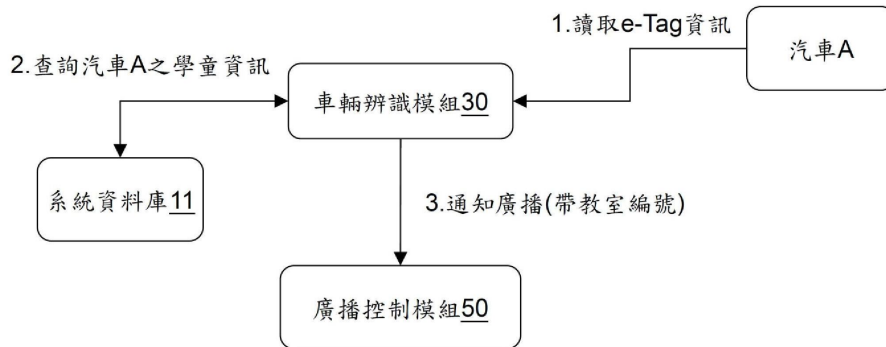 1.讀取e-Tag資訊
汽車A
2.查詢汽車A之學童資訊
車輛辨識模組30
系統資料庫11
3.通知廣播(帶教室編號)
廣播控制模組50